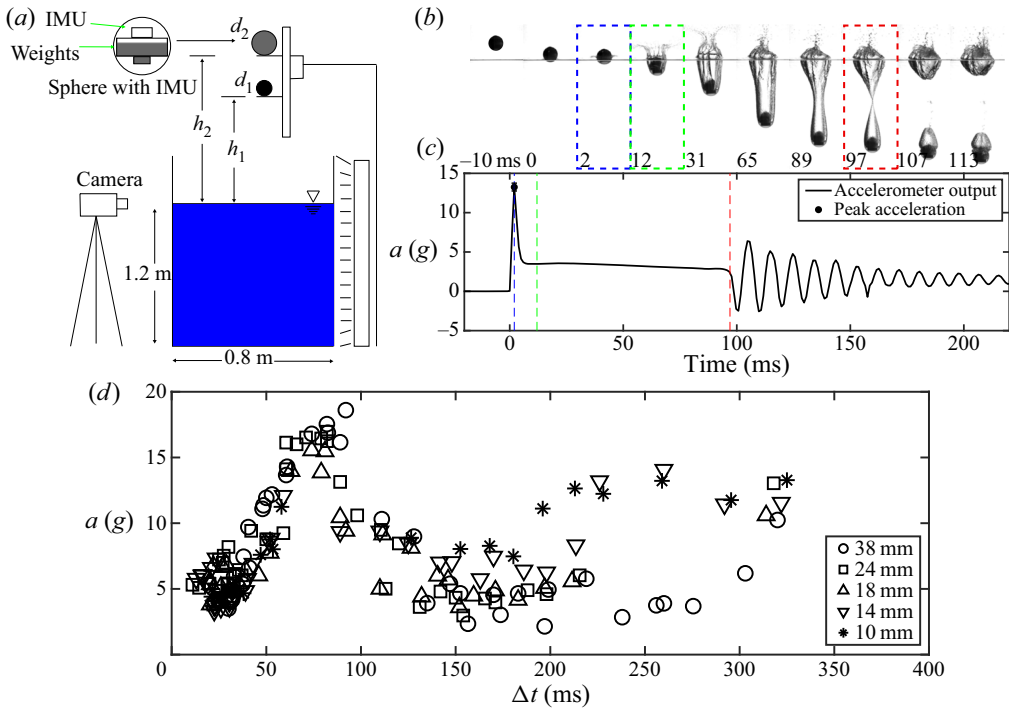 (a)
IMU
Weights
Sphere with IMU
d2
d1
h2
h1
Camera
1.2 m
0.8 m
(b)
−10 ms 0 2 12 31 65 89 97 107 113
(c)
Accelerometer output
Peak acceleration
15
10
5
0
−5
a (g)
0 50 100 150 200
Time (ms)
(d)
20
15
10
5
a (g)
0 50 100 150 200 250 300 350 400
Δt (ms)
38 mm
24 mm
18 mm
14 mm
10 mm